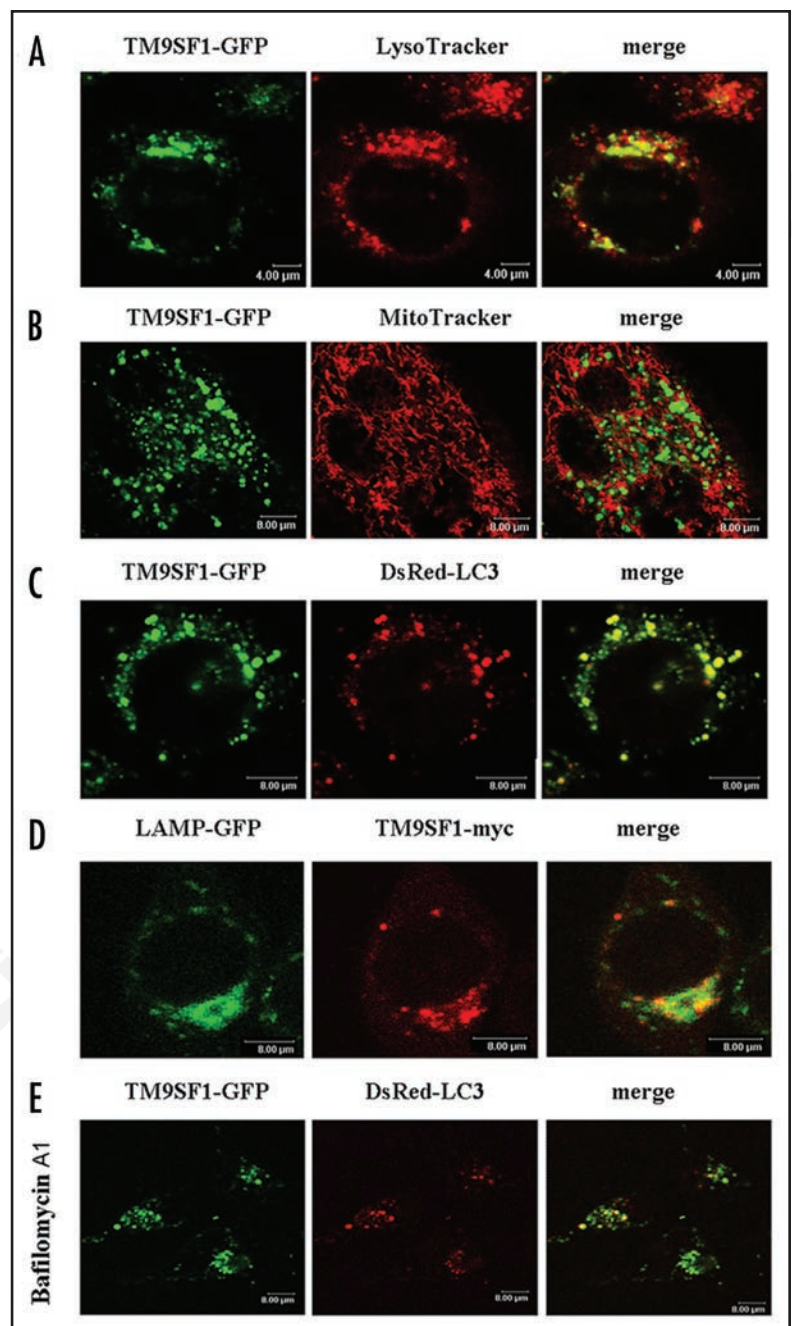 A
TM9SF1-GFP LysoTracker merge
4.00 µm 4.00 µm 4.00 µm
B
TM9SF1-GFP MitoTracker merge
8.00 µm 8.00 µm 8.00 µm
C
TM9SF1-GFP DsRed-LC3 merge
8.00 µm 8.00 µm 8.00 µm
D
LAMP-GFP TM9SF1-myc merge
8.00 µm 8.00 µm 8.00 µm
E
TM9SF1-GFP DsRed-LC3 merge
Bafilomycin A1
8.00 µm 8.00 µm 8.00 µm